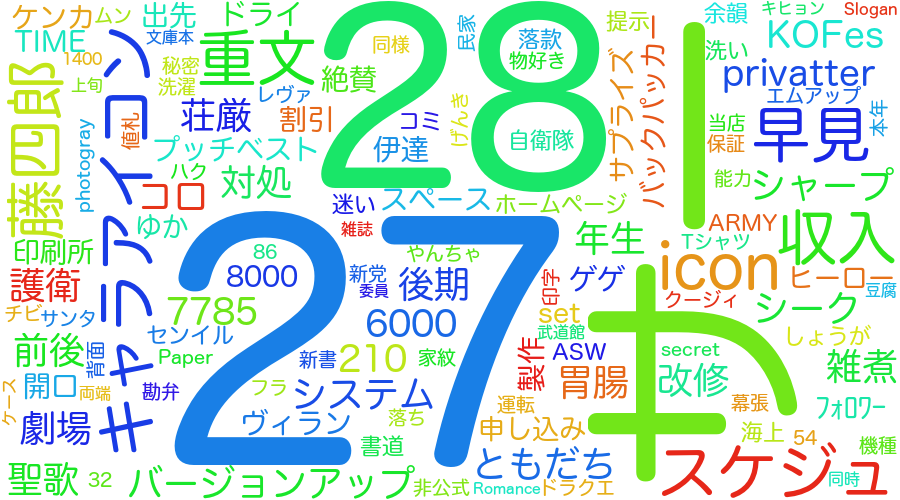 ケンカ
ムン
出先
ドライ
28
同様
民家
落款
提示
余韻
キヒョン
Slogan
TIME
文庫本
重文
物好き
サプライズ
バックパッカー
洗い
KOFes
1400
上旬
秘密
洗濯
絶賛
privatter
藤四郎
photogray
値札
キャラアイコン
レヴァ
荘厳
割引
コミ
げんき
自衛隊
エムアップ
本年
当店
保証
早見
プッチベスト
伊達
ハク
コロ
対処
能力
シャープ
迷い
スペース
ホームページ
ゆか
雑誌
27
ARMY
印刷所
86
やんちゃ
年生
Tシャツ
収入
護衛
8000
新党
委員
後期
印字
ゲゲ
icon
ヒーロー
豆腐
チビ
サンタ
7785
6000
set
クージィ
シーク
センイル
武道館
しょうが
前後
背面
Paper
新書
210
家紋
製作
ASW
secret
ケース
開口
両端
勘弁
フラ
システム
胃腸
改修
雑煮
劇場
ヴィラン
落ち
運転
幕張
ﾌｫﾛﾜｰ
書道
申し込み
海上
54
機種
ともだち
スケジュ
聖歌
32
バージョンアップ
非公式
Romance
ドラクエ
同時